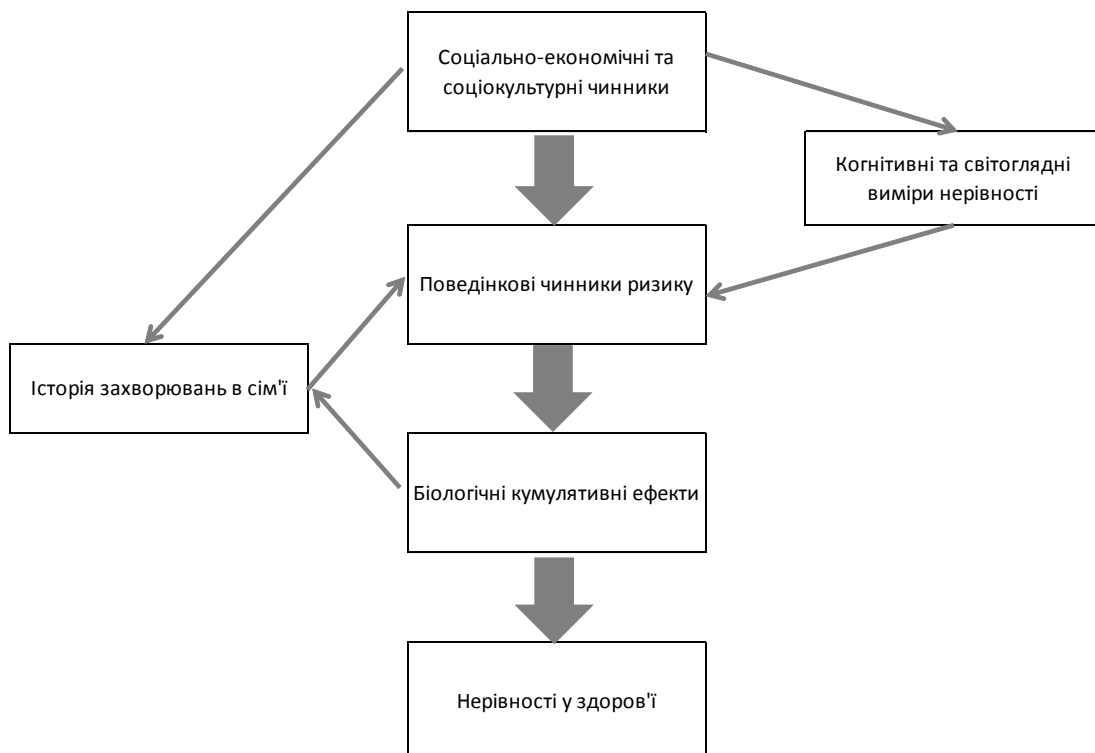 Соціально-економічні та
соціокультурні чинники
Когнітивні та світоглядні
виміри нерівності
Поведінкові чинники ризику
Історія захворювань в сім'ї
Біологічні кумулятивні ефекти
Нерівності у здоров'ї